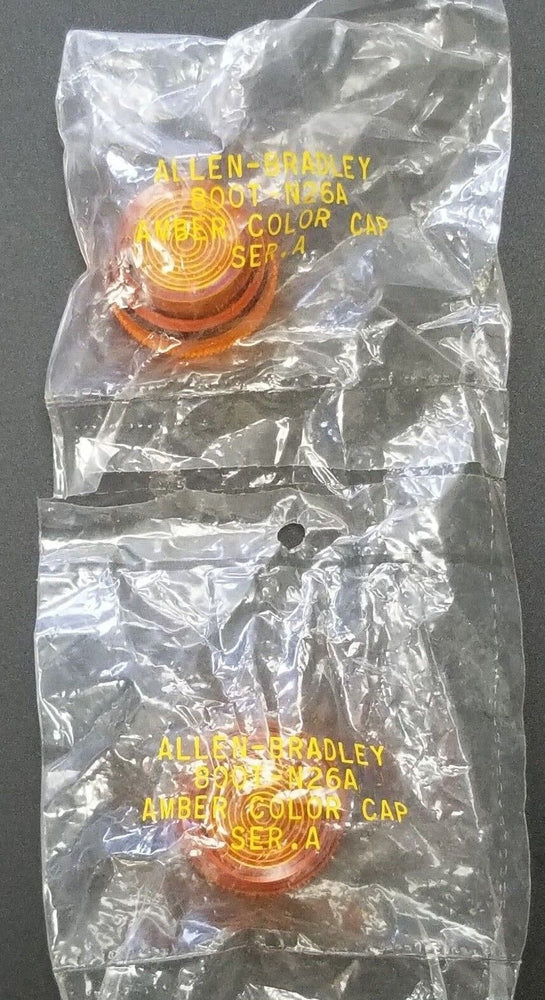 ALLEN-BRADLEY
800T-N26A
AMBER COLOR CAP
SER.A
ALLEN-BRADLEY
800T-N26A
AMBER COLOR CAP
SER.A